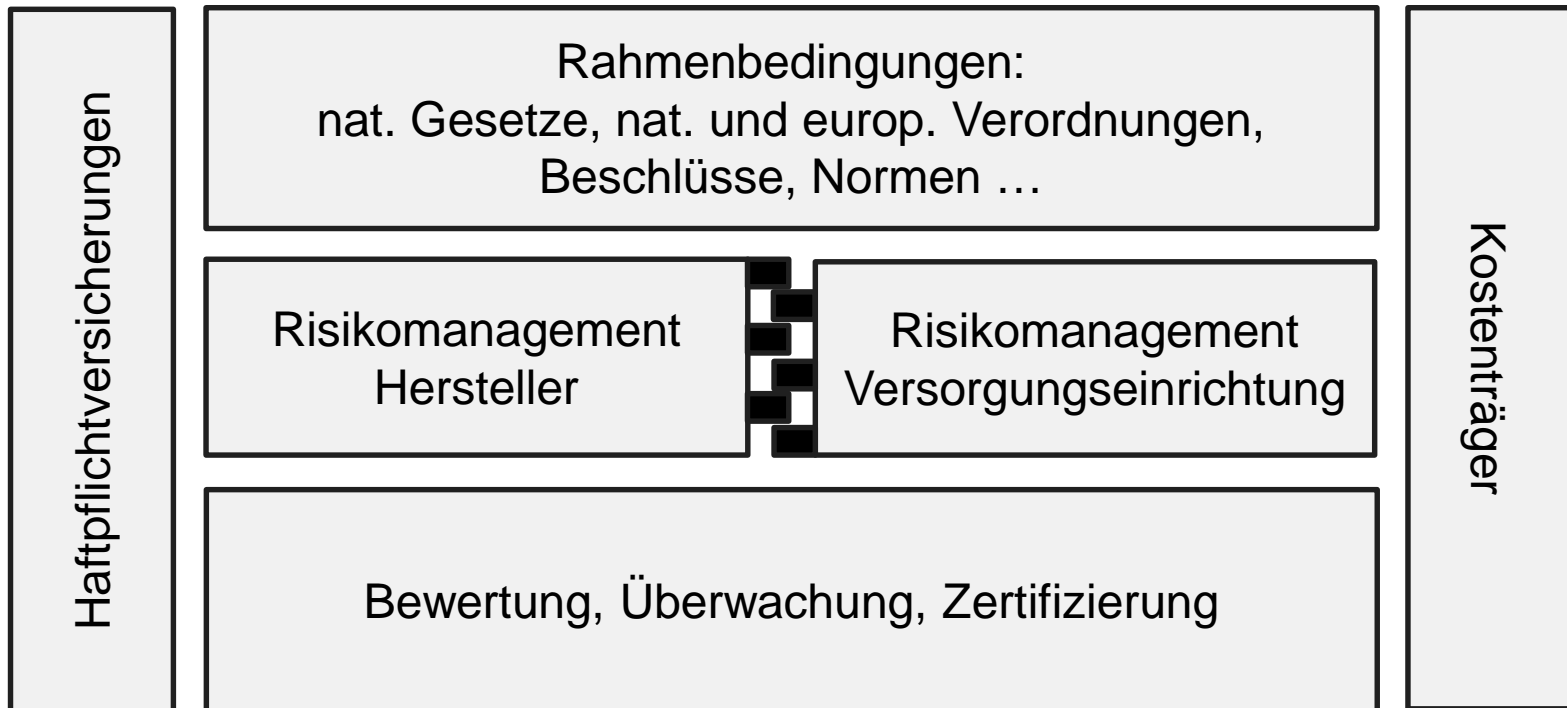 Haftpflichtversicherungen
Rahmenbedingungen:
nat. Gesetze, nat. und europ. Verordnungen,
Beschlüsse, Normen …
Risikomanagement
Hersteller
Risikomanagement
Versorgungseinrichtung
Bewertung, Überwachung, Zertifizierung
Kostenträger